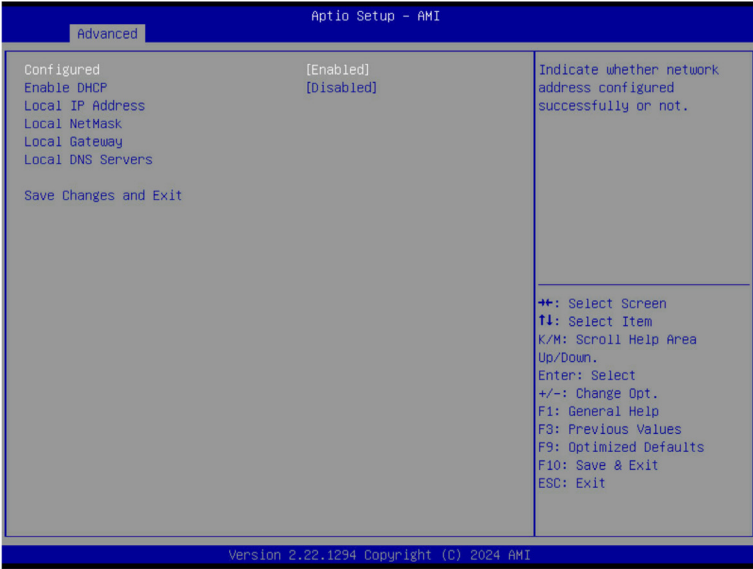 Aptio Setup – AMI
Advanced
Configured [Enabled]
Enable DHCP [Disabled]
Local IP Address
Local NetMask
Local Gateway
Local DNS Servers
Save Changes and Exit
Indicate whether network
address configured
successfully or not.
→←: Select Screen
↑↓: Select Item
K/M: Scroll Help Area
Up/Down.
Enter: Select
+/-: Change Opt.
F1: General Help
F3: Previous Values
F9: Optimized Defaults
F10: Save & Exit
ESC: Exit
Version 2.22.1294 Copyright (C) 2024 AMI